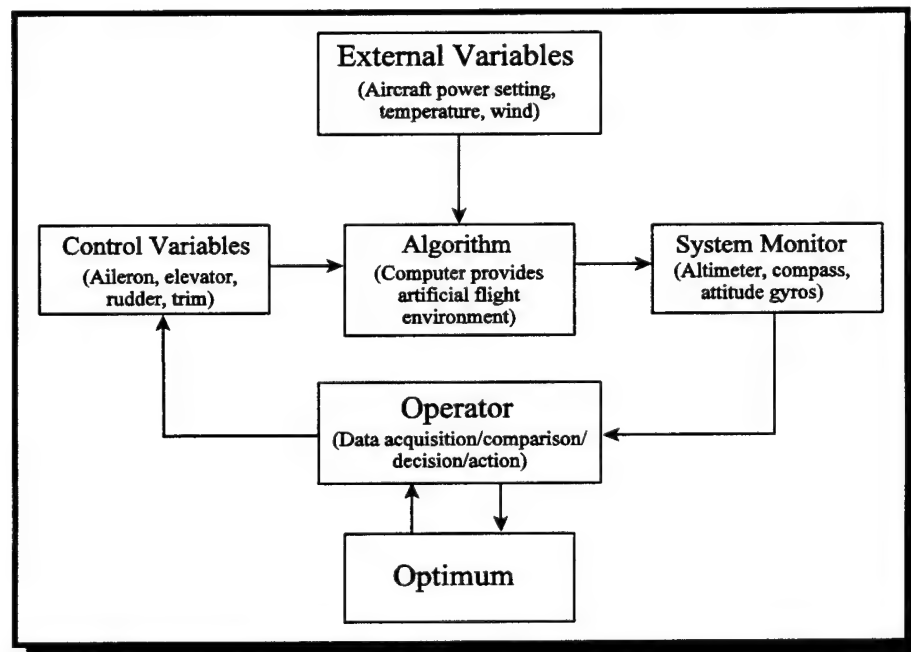 External Variables
(Aircraft power setting,
temperature, wind)
Control Variables
(Aileron, elevator,
rudder, trim)
Algorithm
(Computer provides
artificial flight
environment)
System Monitor
(Altimeter, compass,
attitude gyros)
Operator
(Data acquisition/comparison/
decision/action)
Optimum